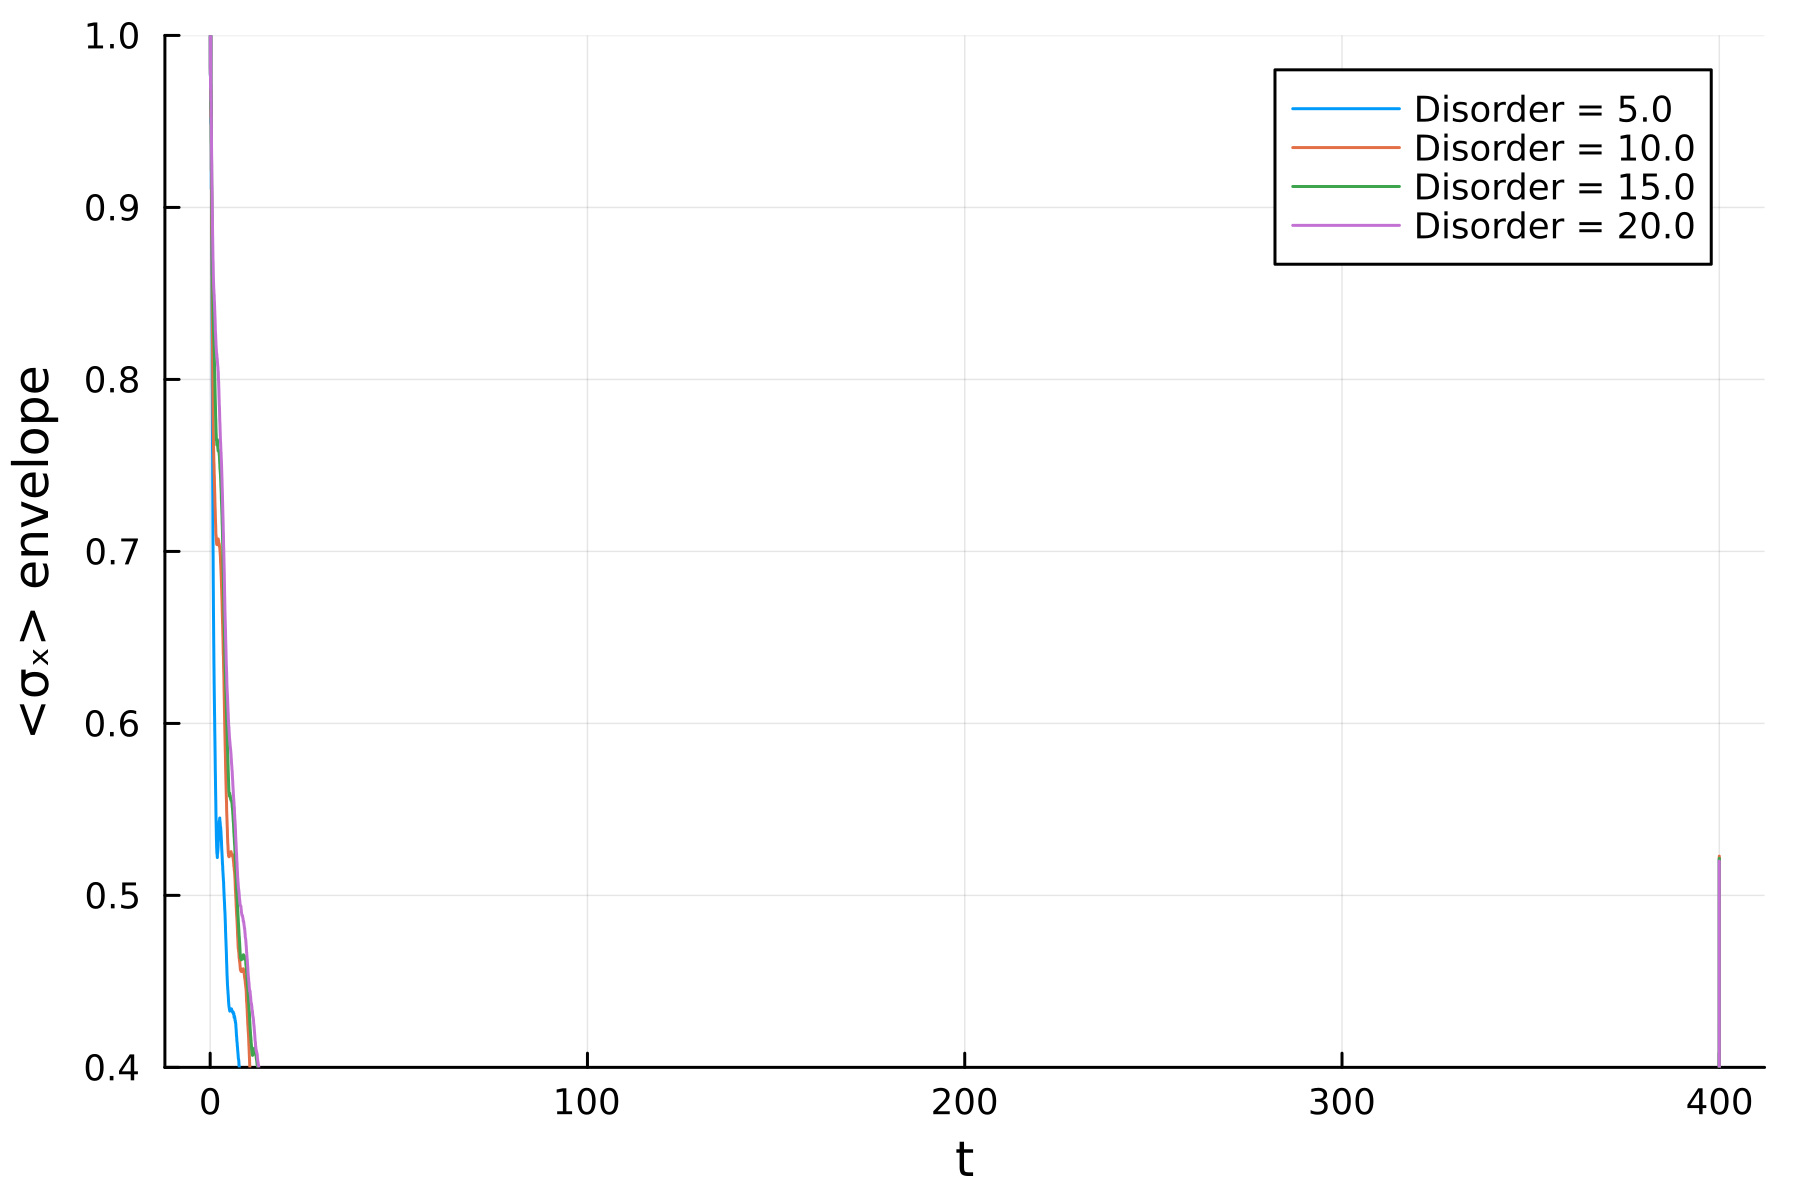 1.0
0.9
0.8
0.7
0.6
0.5
0.4
<σₓ> envelope
Disorder = 5.0
Disorder = 10.0
Disorder = 15.0
Disorder = 20.0
0 100 200 300 400
t